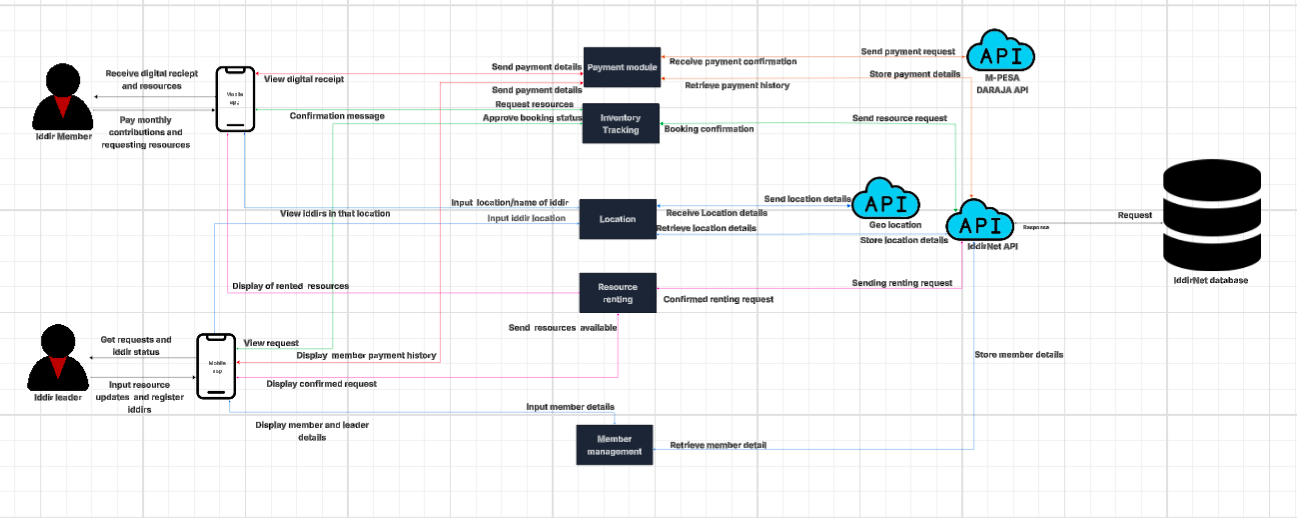 Send payment request
API
M-PESA
DARAJA API
Send payment details
Payment module
Receive payment confirmation
Receive digital reciept
and resources
View digital receipt
Store payment details
Retrieve payment history
Send payment details
Mobile
app
Iddir Member
Pay monthly
contributions and
requesting resources
Confirmation message
Request resources
Approve booking status
Inventory
Tracking
Send resource request
Booking confirmation
Input location/name of iddir
View iddirs in that location
Input iddir location
Location
Send location details
Receive Location details
Retrieve location details
API
Geo location
Store location details
API
IddirNet API
Request
Response
IddirNet database
Display of rented resources
Resource
renting
Sending renting request
Confirmed renting request
Send resources available
Get requests and
iddir status
View request
Display member payment history
Mobile
app
Iddir leader
Input resource
updates and register
iddirs
Display confirmed request
Store member details
Input member details
Display member and leader
details
Member
management
Retrieve member detail